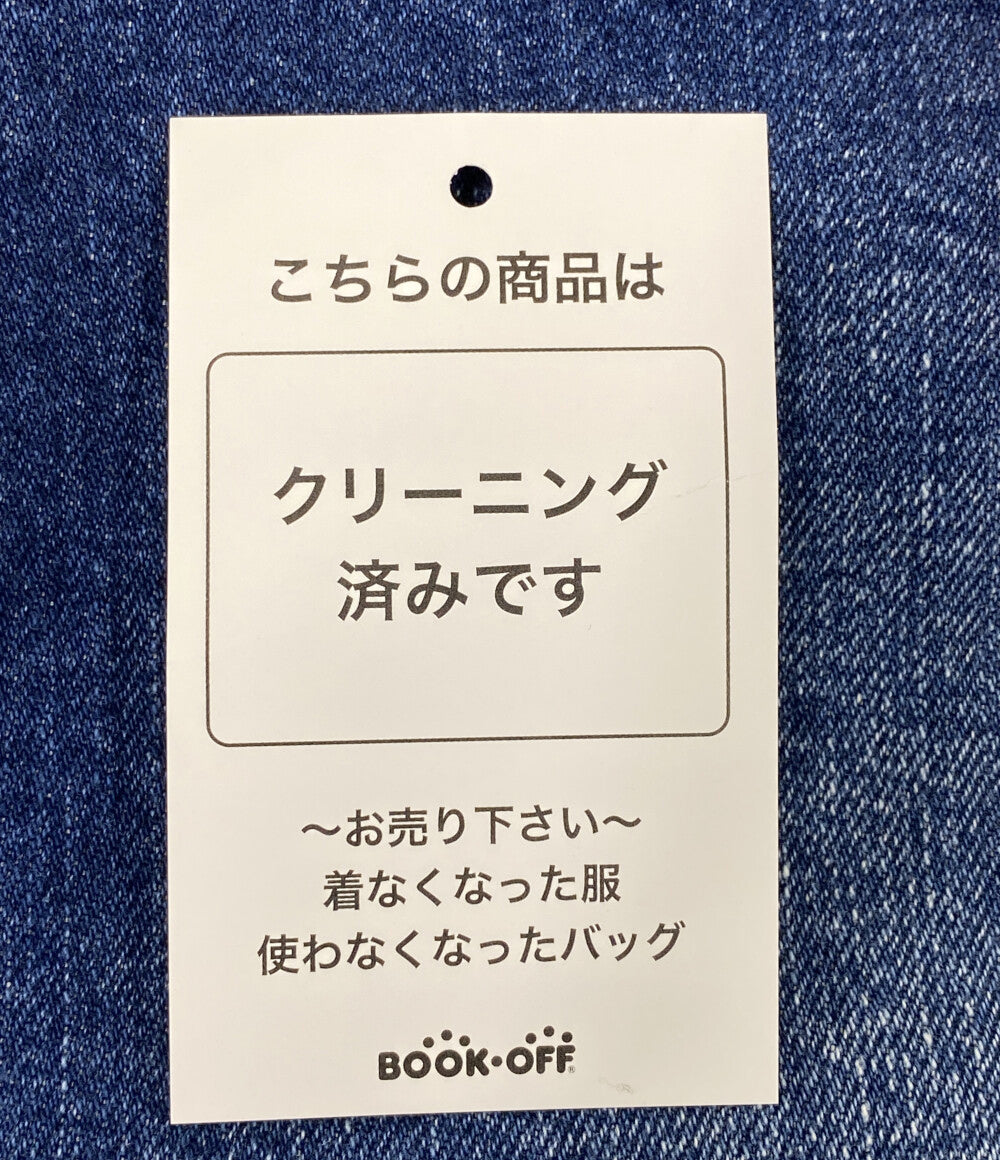 こちらの商品は
クリーニング
済みです
～お売り下さい～
着なくなった服
使わなくなったバッグ
BOOK・OFF®